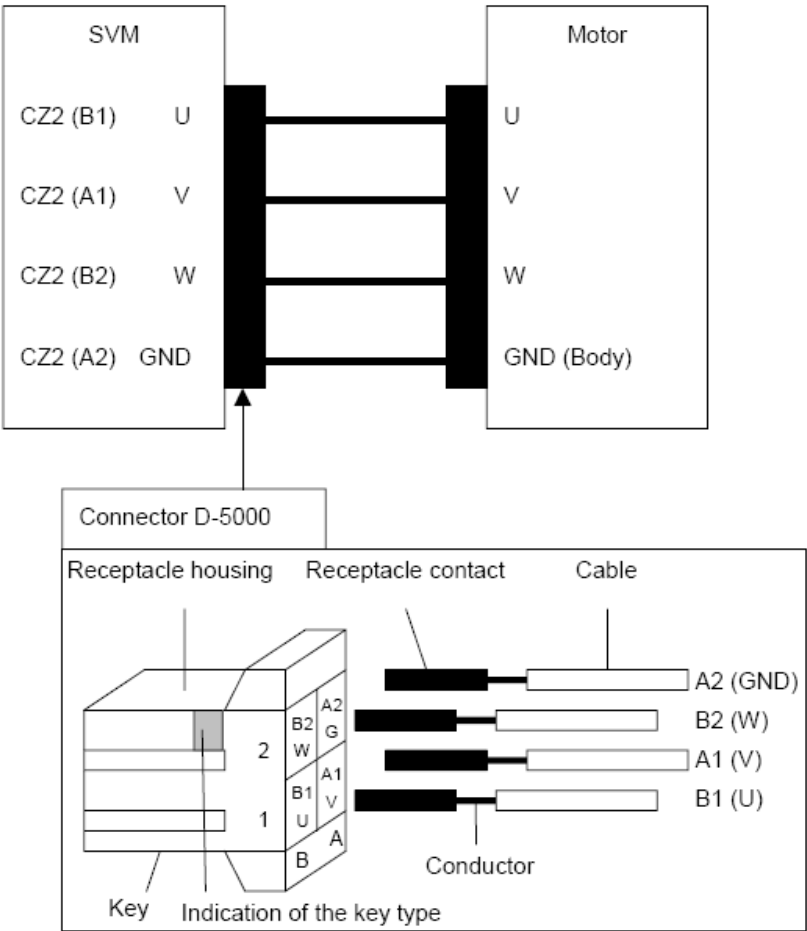 SVM Motor
CZ2 (B1) U U
CZ2 (A1) V V
CZ2 (B2) W W
CZ2 (A2) GND GND (Body)
Connector D-5000
Receptacle housing Receptacle contact Cable
A2 (GND)
B2 (W)
A1 (V)
B1 (U)
2
B2
W
A2
G
1
B1
U
A1
V
B
A
Conductor
Key Indication of the key type